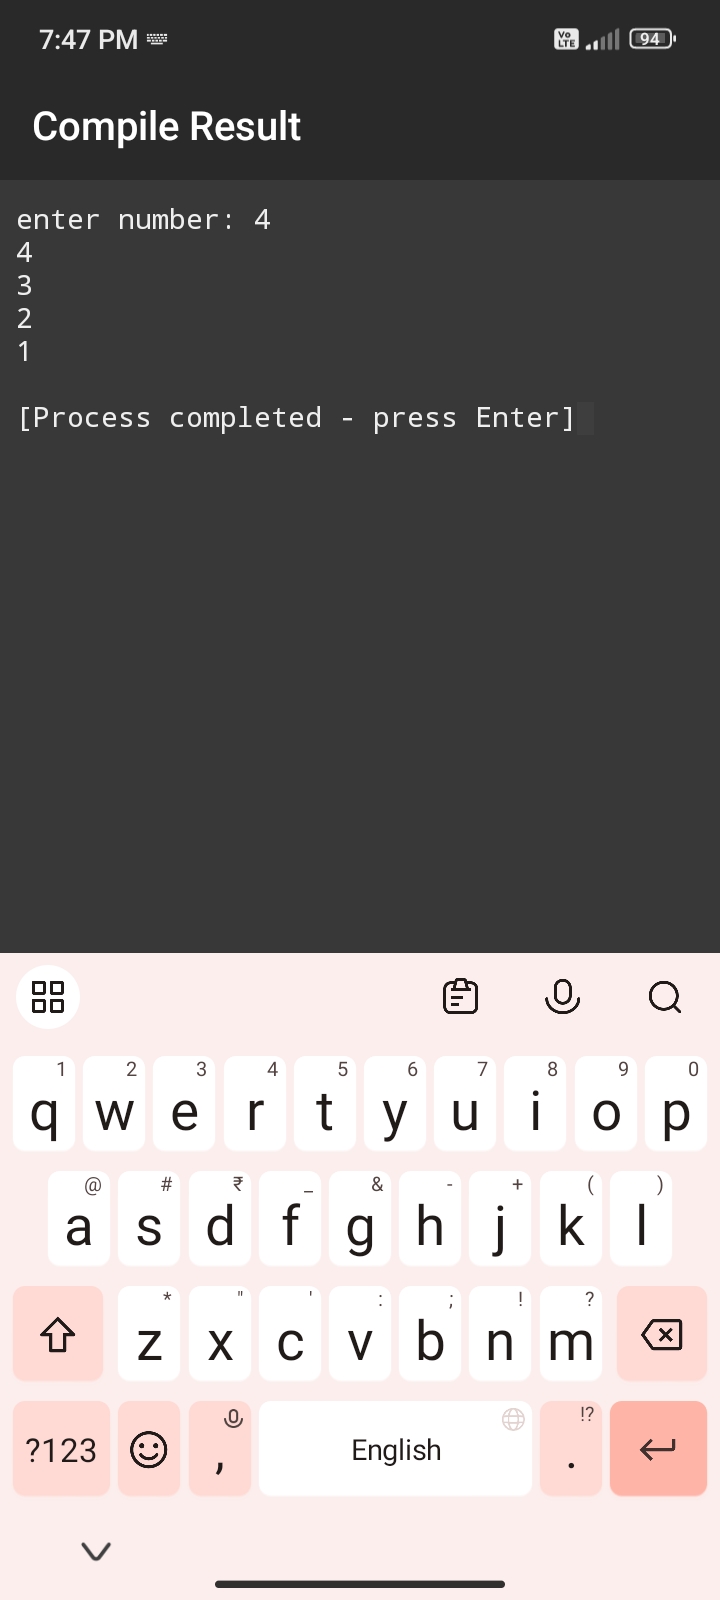 7:47 PM
Vo LTE 94
Compile Result
enter number: 4
4
3
2
1
[Process completed - press Enter]
1 2 3 4 5 6 7 8 9 0
q w e r t y u i o p
@ # ₹ _ & - + ( )
a s d f g h j k l
* " ' : ; ! ?
z x c v b n m
!?
?123 , English .